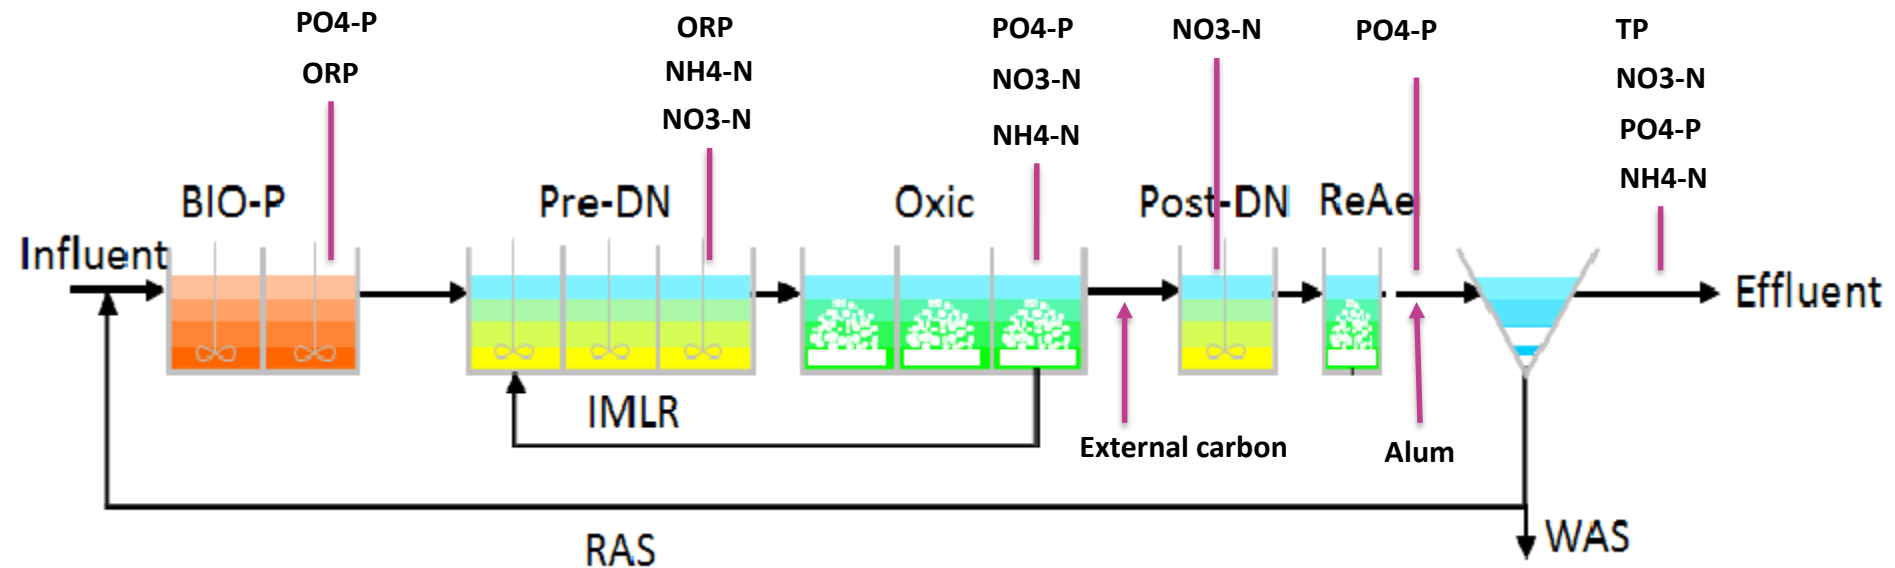 PO4-P
ORP
ORP
NH4-N
NO3-N
PO4-P
NO3-N
NH4-N
NO3-N
PO4-P
TP
NO3-N
PO4-P
NH4-N
BIO-P
Pre-DN
Oxic
Post-DN
ReAe
Influent
Effluent
IMLR
External carbon
Alum
RAS
WAS